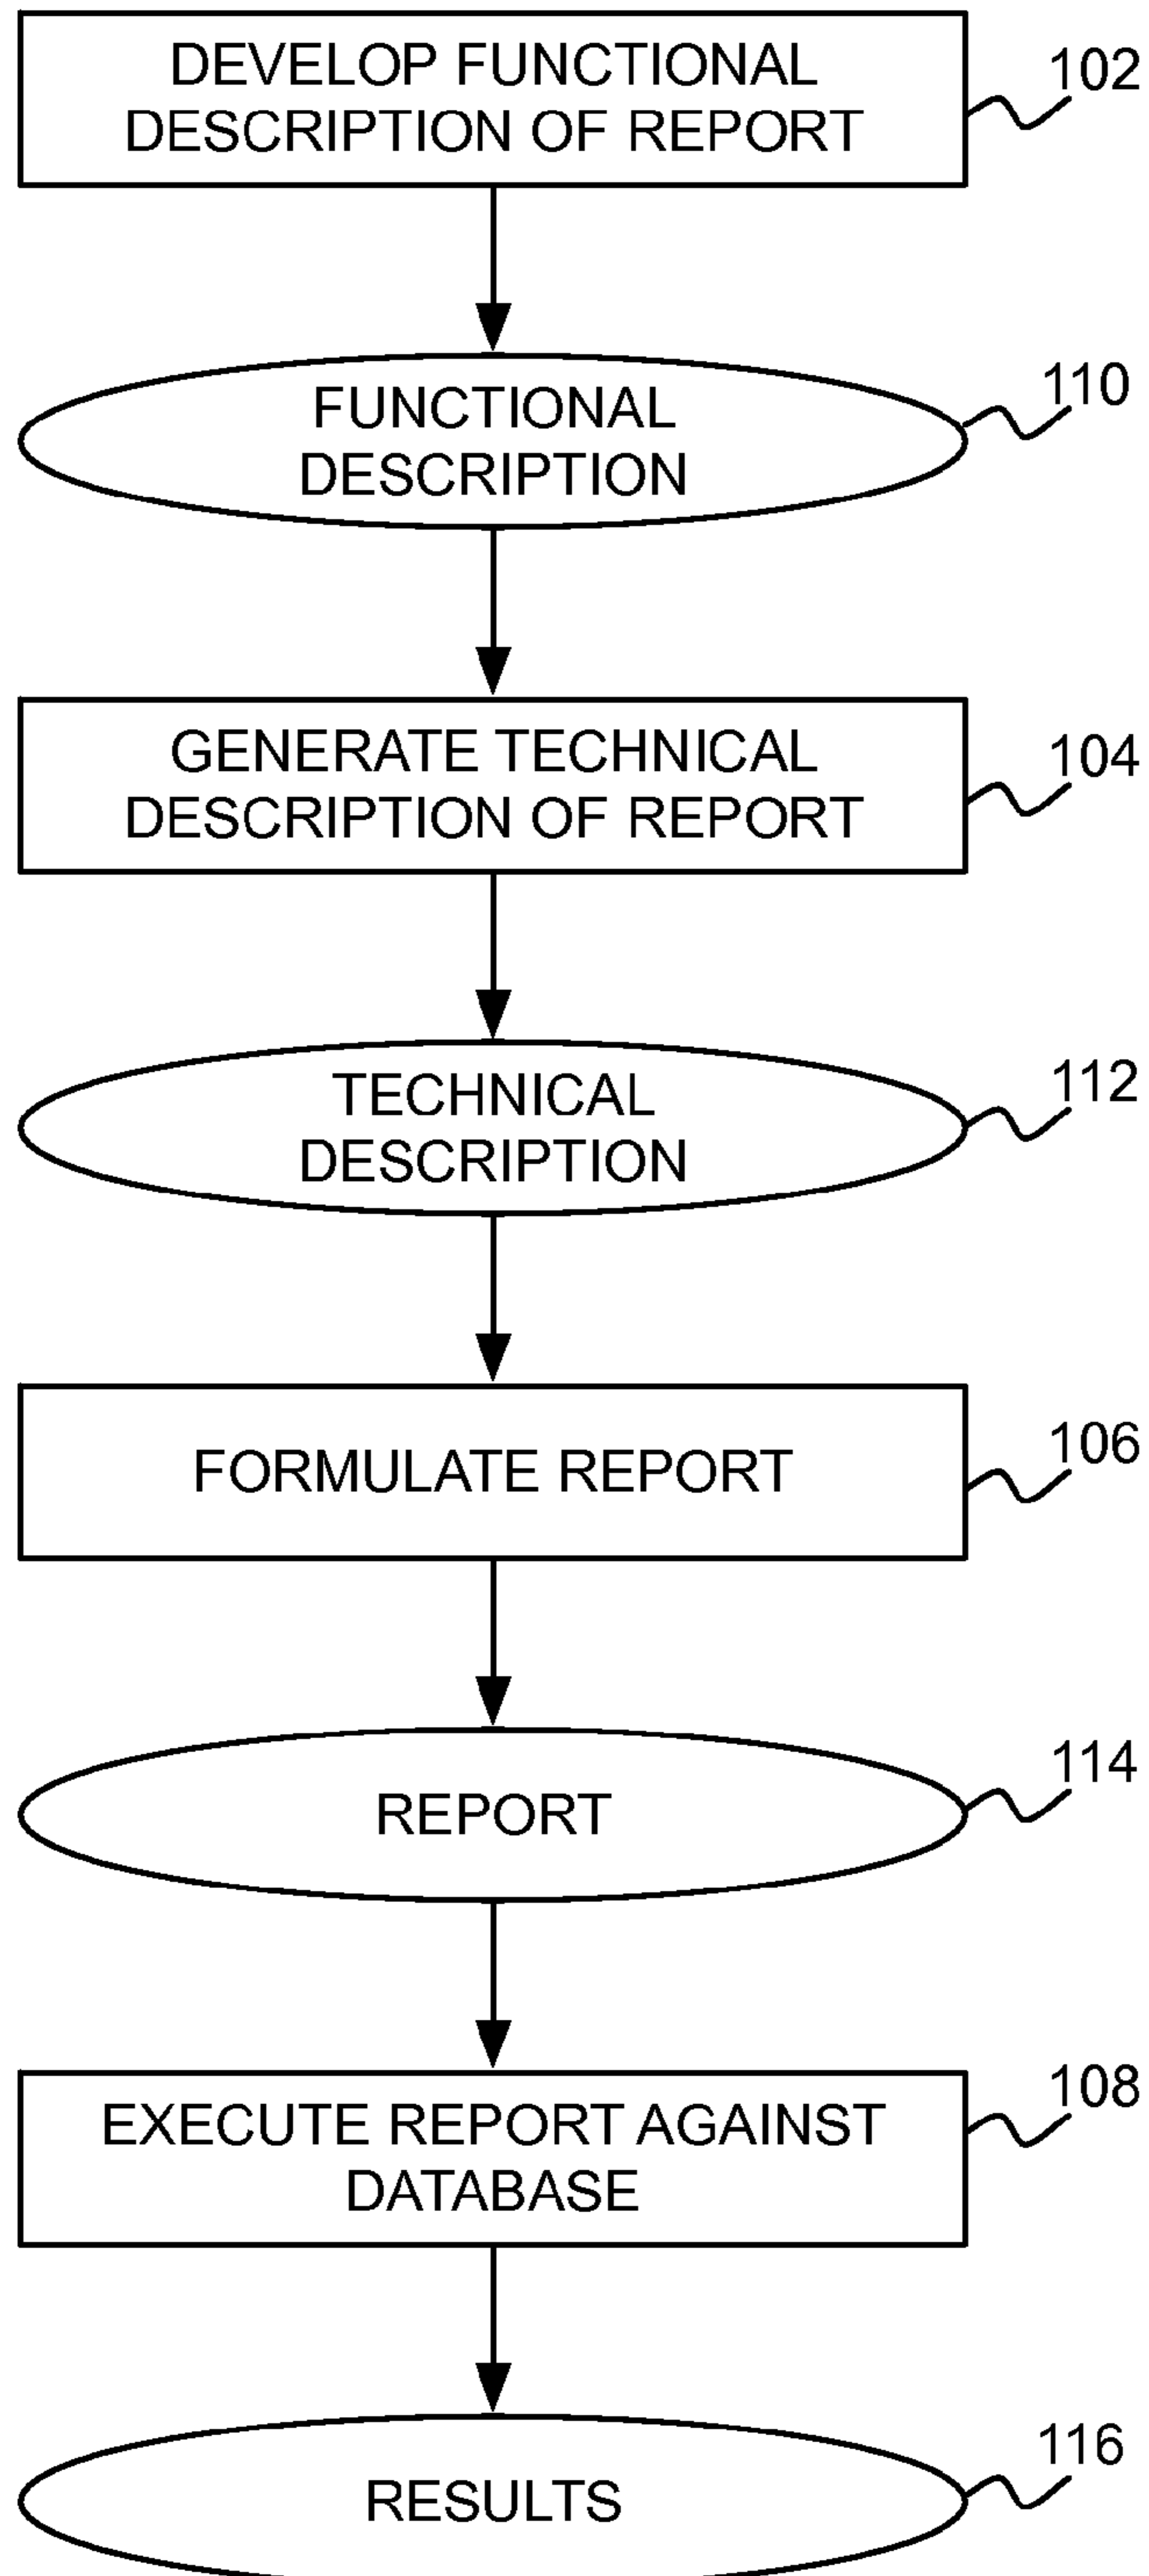 DEVELOP FUNCTIONAL
DESCRIPTION OF REPORT
102
FUNCTIONAL
DESCRIPTION
110
GENERATE TECHNICAL
DESCRIPTION OF REPORT
104
TECHNICAL
DESCRIPTION
112
FORMULATE REPORT
106
REPORT
114
EXECUTE REPORT AGAINST
DATABASE
108
RESULTS
116